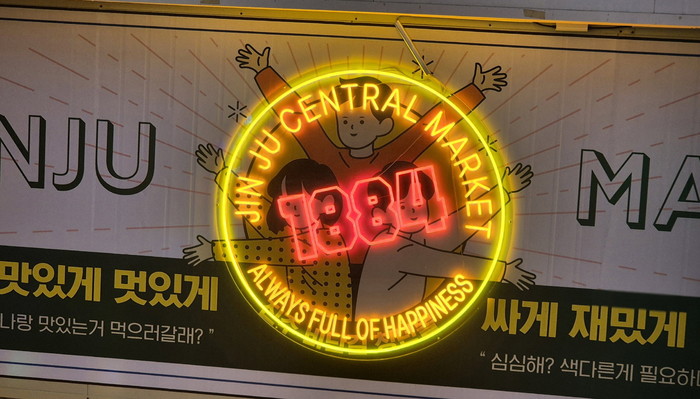 JIN JU CENTRAL MARKET
1884
ALWAYS FULL OF HAPPINESS
NJU
MA
맛있게 멋있게
나랑 맛있는거 먹으러갈래? ”
싸게 재밌게
“ 심심해? 색다른게 필요해